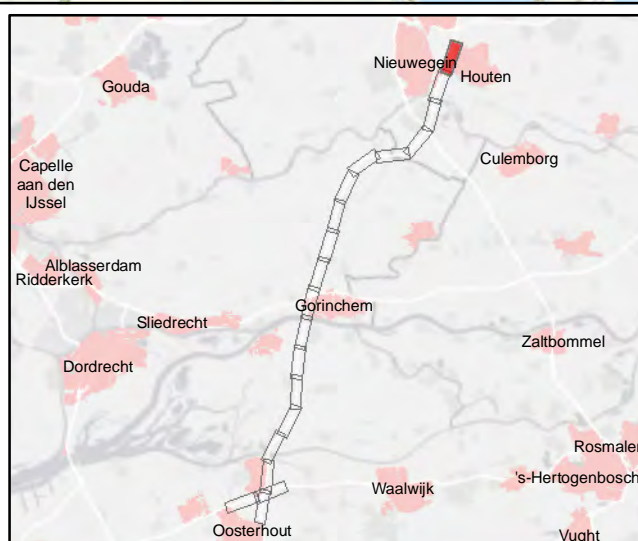 Nieuwegein
Houten
Gouda
Culemborg
Capelle
aan den
IJssel
Alblasserdam
Ridderkerk
Sliedrecht
Gorinchem
Zaltbommel
Dordrecht
Rosmalen
Waalwijk
's-Hertogenbosch
Oosterhout
Vught